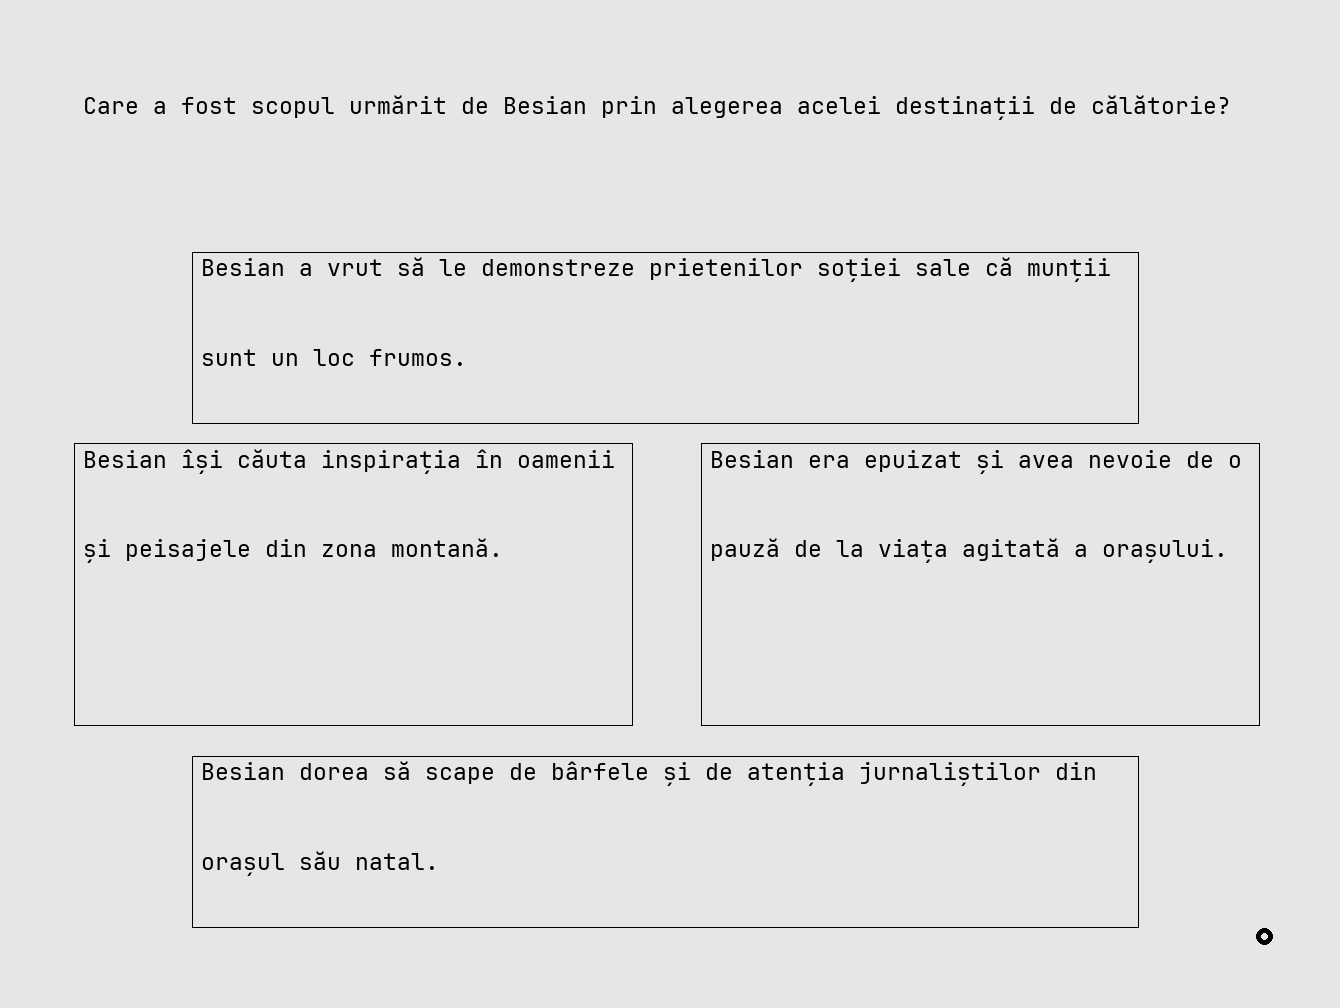 Care a fost scopul urmărit de Besian prin alegerea acelei destinații de călătorie?
Besian a vrut să le demonstreze prietenilor soției sale că munții
sunt un loc frumos.
Besian își căuta inspirația în oamenii
și peisajele din zona montană.
Besian era epuizat și avea nevoie de o
pauză de la viața agitată a orașului.
Besian dorea să scape de bârfele și de atenția jurnaliștilor din
orașul său natal.